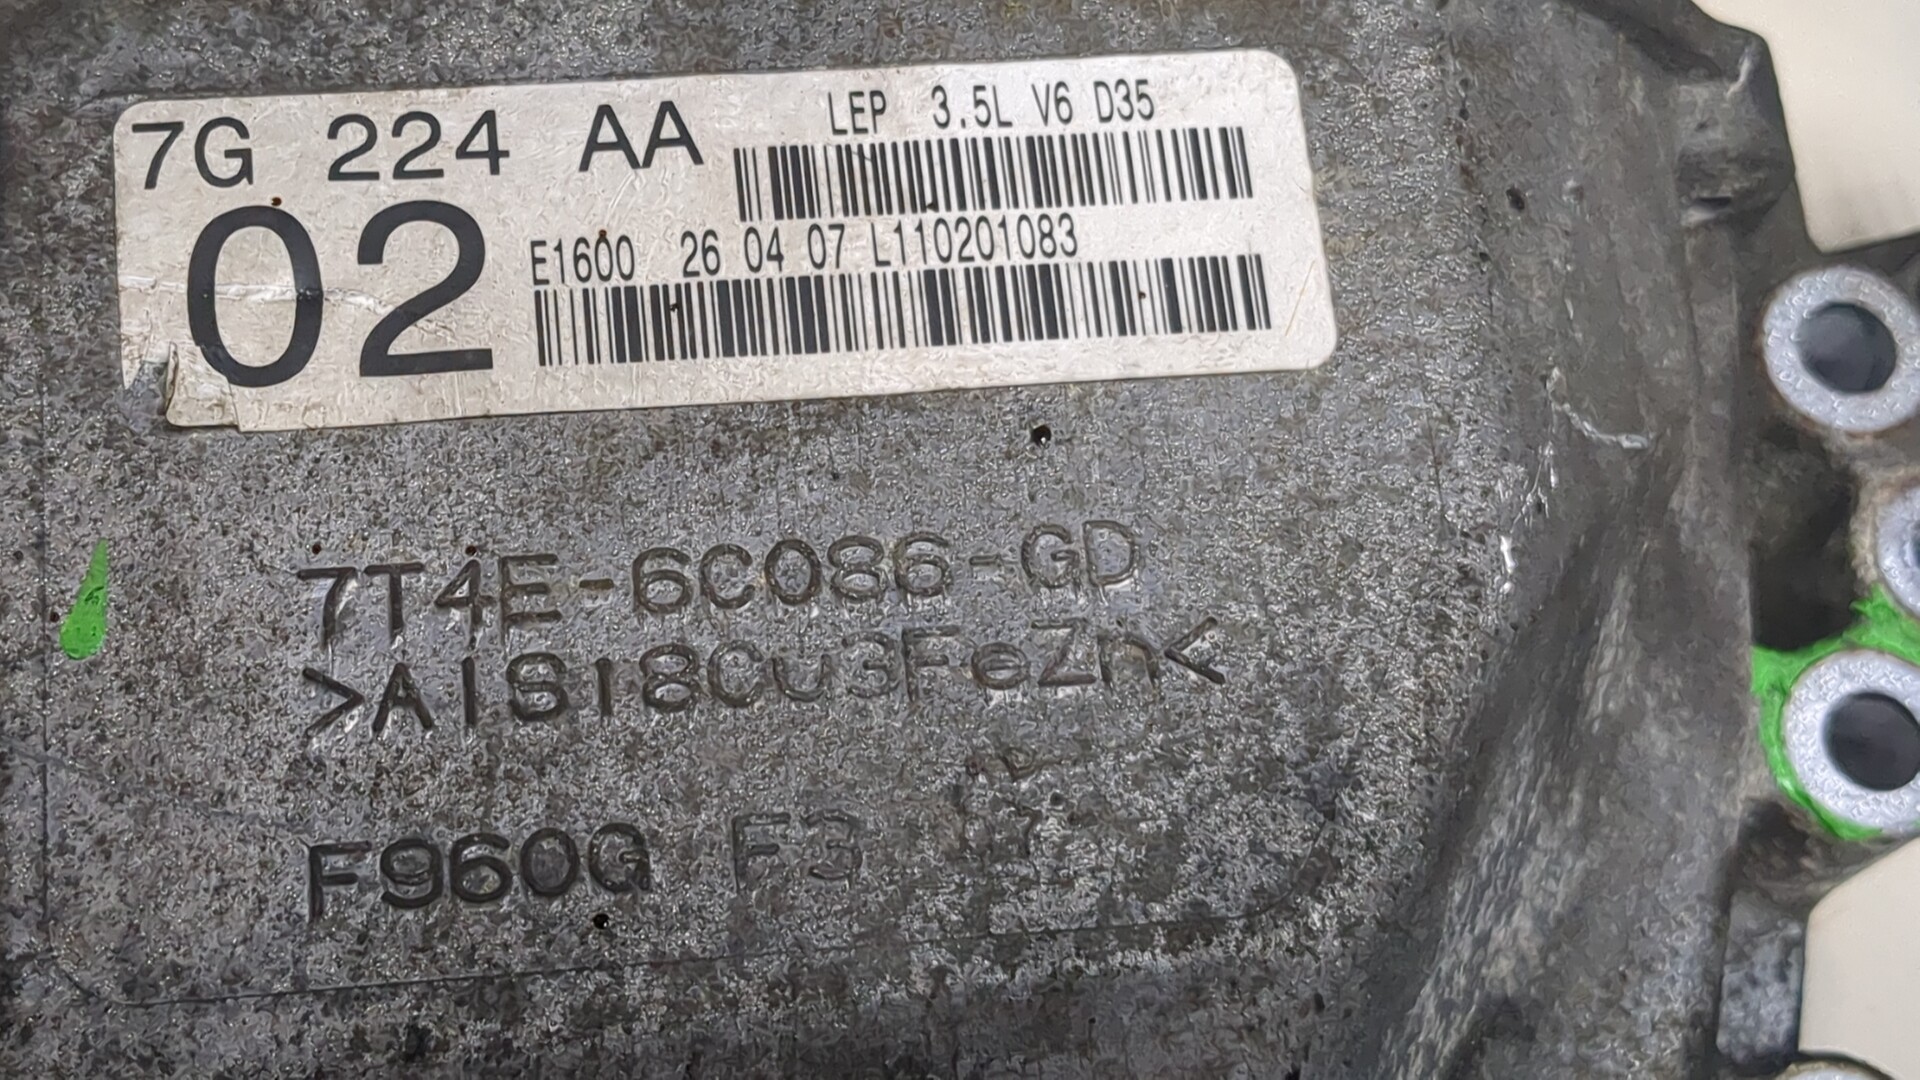 7G 224 AA
LEP 3.5L V6 D35
02
E1600 26 04 07 L110201083
7T4E-6C086-GD
>AlSi8Cu3FeZn<
F960G F3